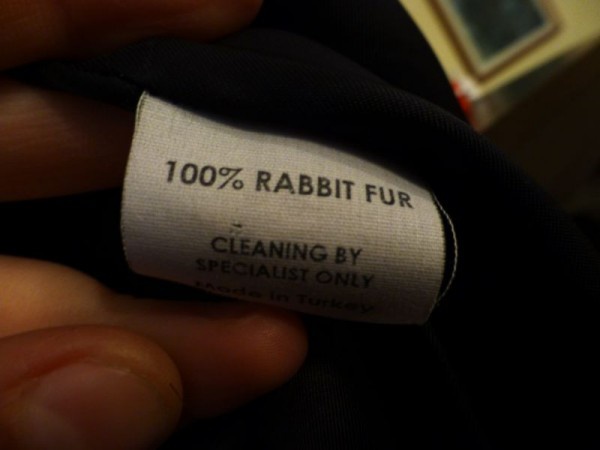 100% RABBIT FUR
CLEANING BY
SPECIALIST ONLY
Made in Turkey